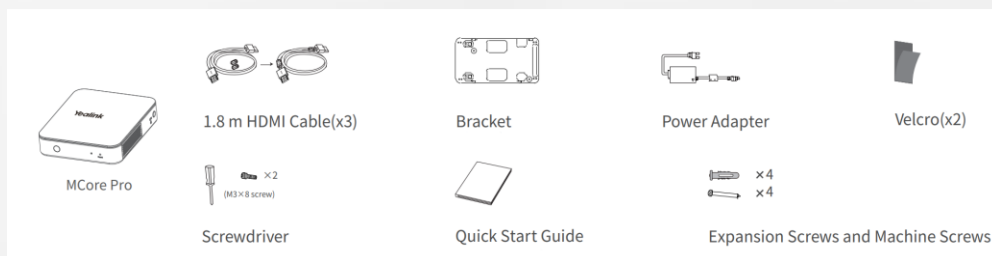 Yealink
MCore Pro
1.8 m HDMI Cable(x3)
Bracket
Power Adapter
Velcro(x2)
×2
(M3×8 screw)
Screwdriver
Quick Start Guide
×4
×4
Expansion Screws and Machine Screws